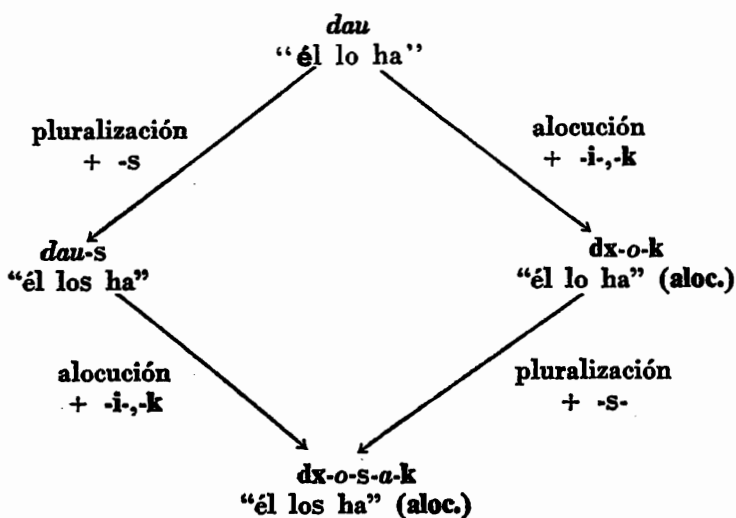 dau
“él lo ha”
pluralización
+ -s
alocución
+ -i-,-k
dau-s
“él los ha”
dx-o-k
“él lo ha” (aloc.)
alocución
+ -i-,-k
pluralización
+ -s-
dx-o-s-a-k
“él los ha” (aloc.)